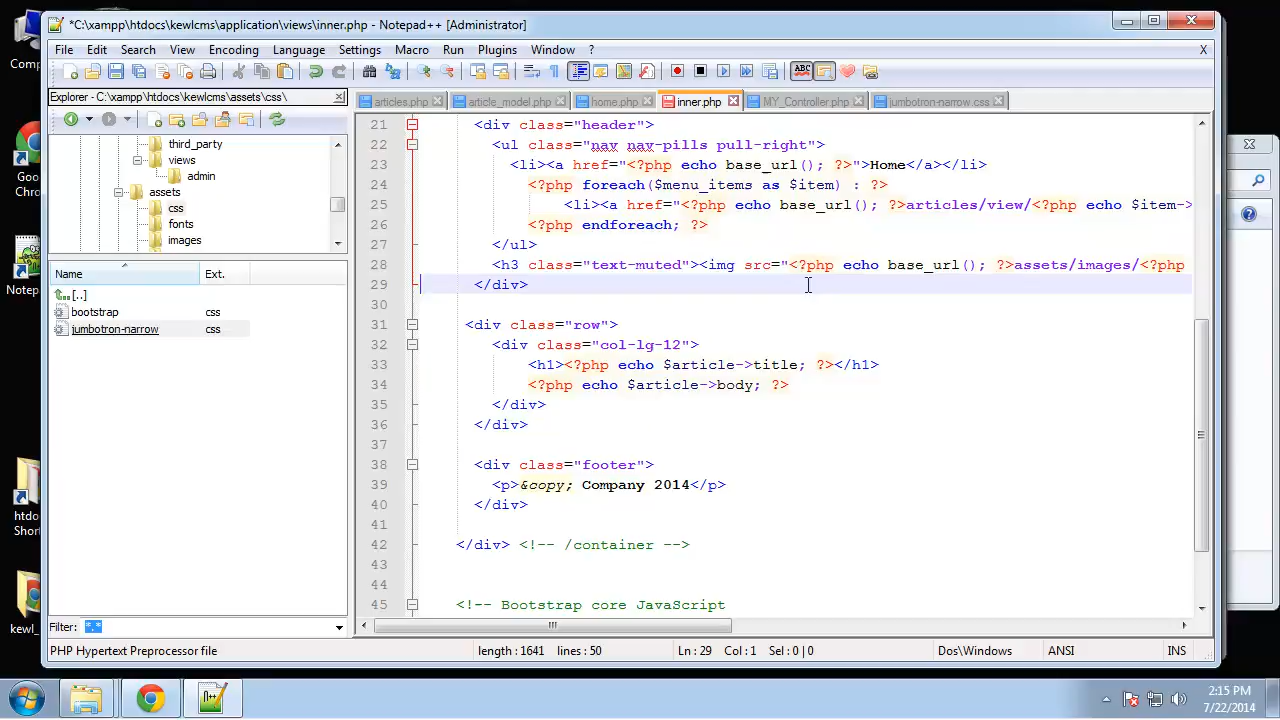 *C:\xampp\htdocs\kewlcms\application\views\inner.php - Notepad++ [Administrator]
File Edit Search View Encoding Language Settings Macro Run Plugins Window ? X
Explorer - C:\xampp\htdocs\kewlcms\assets\css\
articles.php article_model.php home.php inner.php MY_Controller.php jumbotron-narrow.css
third_party
views
admin
assets
css
fonts
images
Name Ext.
[..]
bootstrap css
jumbotron-narrow css
Filter: *.*
21 <div class="header">
22 <ul class="nav nav-pills pull-right">
23 <li><a href="<?php echo base_url(); ?>">Home</a></li>
24 <?php foreach($menu_items as $item) : ?>
25 <li><a href="<?php echo base_url(); ?>articles/view/<?php echo $item->
26 <?php endforeach; ?>
27 </ul>
28 <h3 class="text-muted"><img src="<?php echo base_url(); ?>assets/images/<?php
29 </div>
30
31 <div class="row">
32 <div class="col-lg-12">
33 <h1><?php echo $article->title; ?></h1>
34 <?php echo $article->body; ?>
35 </div>
36 </div>
37
38 <div class="footer">
39 <p>&copy; Company 2014</p>
40 </div>
41
42 </div> <!-- /container -->
43
44
45 <!-- Bootstrap core JavaScript
PHP Hypertext Preprocessor file length : 1641 lines : 50 Ln : 29 Col : 1 Sel : 0 | 0 Dos\Windows ANSI INS
Comp
Goo
Chro
Notep
htdo
Short
kewl_
2:15 PM
7/22/2014